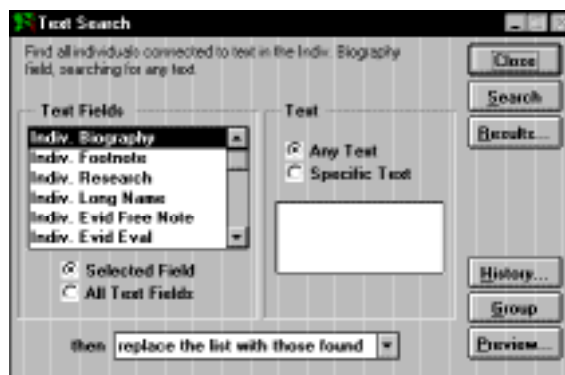 Text Search
Find all individuals connected to text in the Indiv. Biography
field, searching for any text.
Close
Search
Results...
Text Fields
Indiv. Biography
Indiv. Footnote
Indiv. Research
Indiv. Long Name
Indiv. Evid Free Note
Indiv. Evid Eval
Selected Field
All Text Fields
Text
Any Text
Specific Text
History...
Group
Preview...
then replace the list with those found